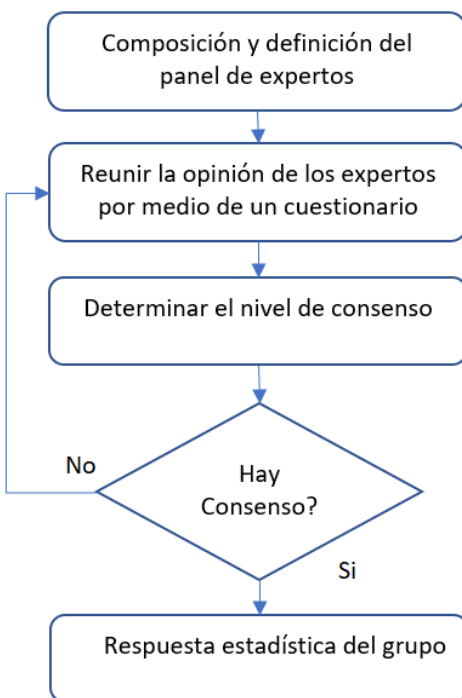 Composición y definición del
panel de expertos
Reunir la opinión de los expertos
por medio de un cuestionario
Determinar el nivel de consenso
No
Hay
Consenso?
Si
Respuesta estadística del grupo